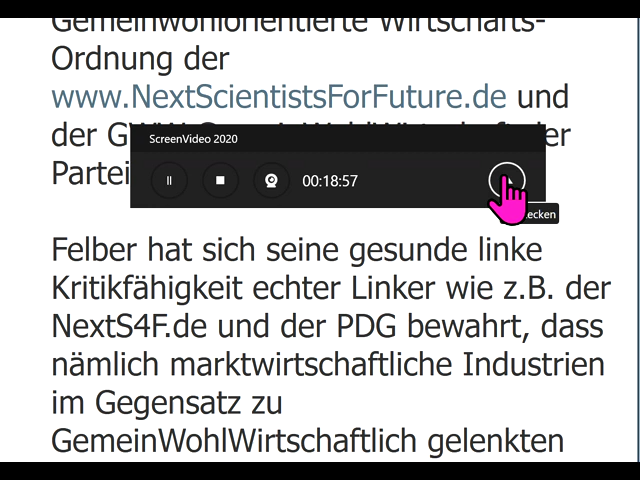 Gemeinwohlorientierte Wirtschafts-
Ordnung der
www.NextScientistsForFuture.de und
der
Partei
ScreenVideo 2020
00:18:57
Felber hat sich seine gesunde linke
Kritikfähigkeit echter Linker wie z.B. der
NextS4F.de und der PDG bewahrt, dass
nämlich marktwirtschaftliche Industrien
im Gegensatz zu
GemeinWohlWirtschaftlich gelenkten